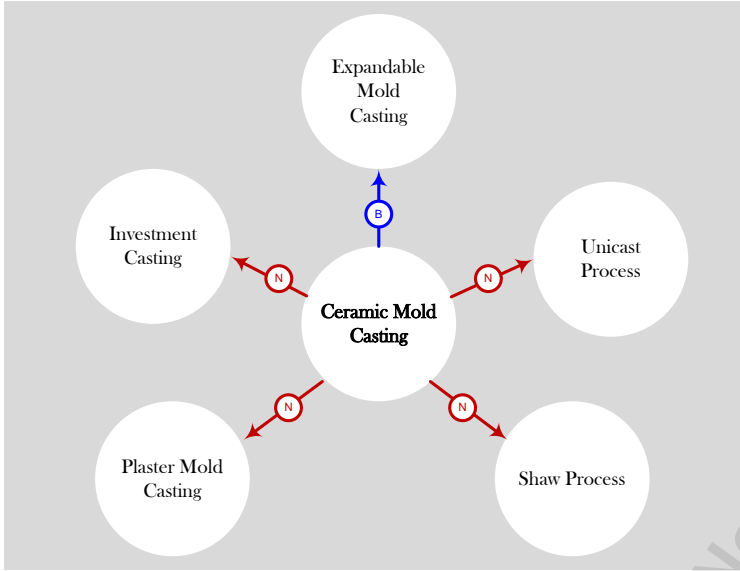 Expandable
Mold
Casting
B
Investment
Casting
N
N
Unicast
Process
Ceramic Mold
Casting
N
N
Plaster Mold
Casting
Shaw Process